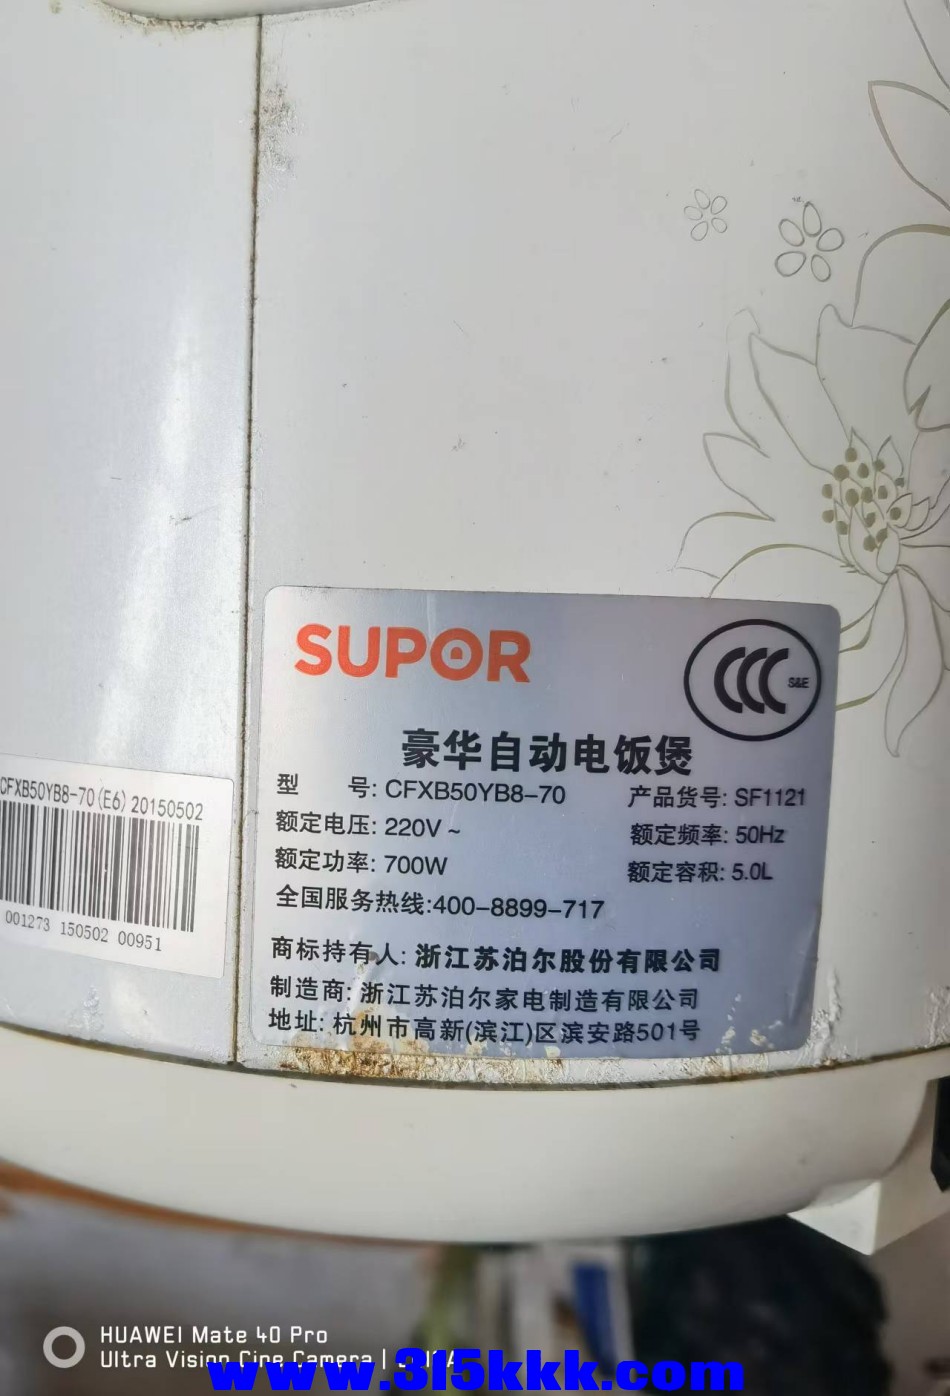 SUPOR
S&E
豪华自动电饭煲
型 号: CFXB50YB8-70 产品货号: SF1121
额定电压: 220V ~ 额定频率: 50Hz
额定功率: 700W 额定容积: 5.0L
全国服务热线:400-8899-717
商标持有人: 浙江苏泊尔股份有限公司
制造商: 浙江苏泊尔家电制造有限公司
地址: 杭州市高新(滨江)区滨安路501号
CFXB50YB8-70(E6) 20150502
001273 150502 00951
HUAWEI Mate 40 Pro
Ultra Vision Cine Camera |
www.315kkk.com